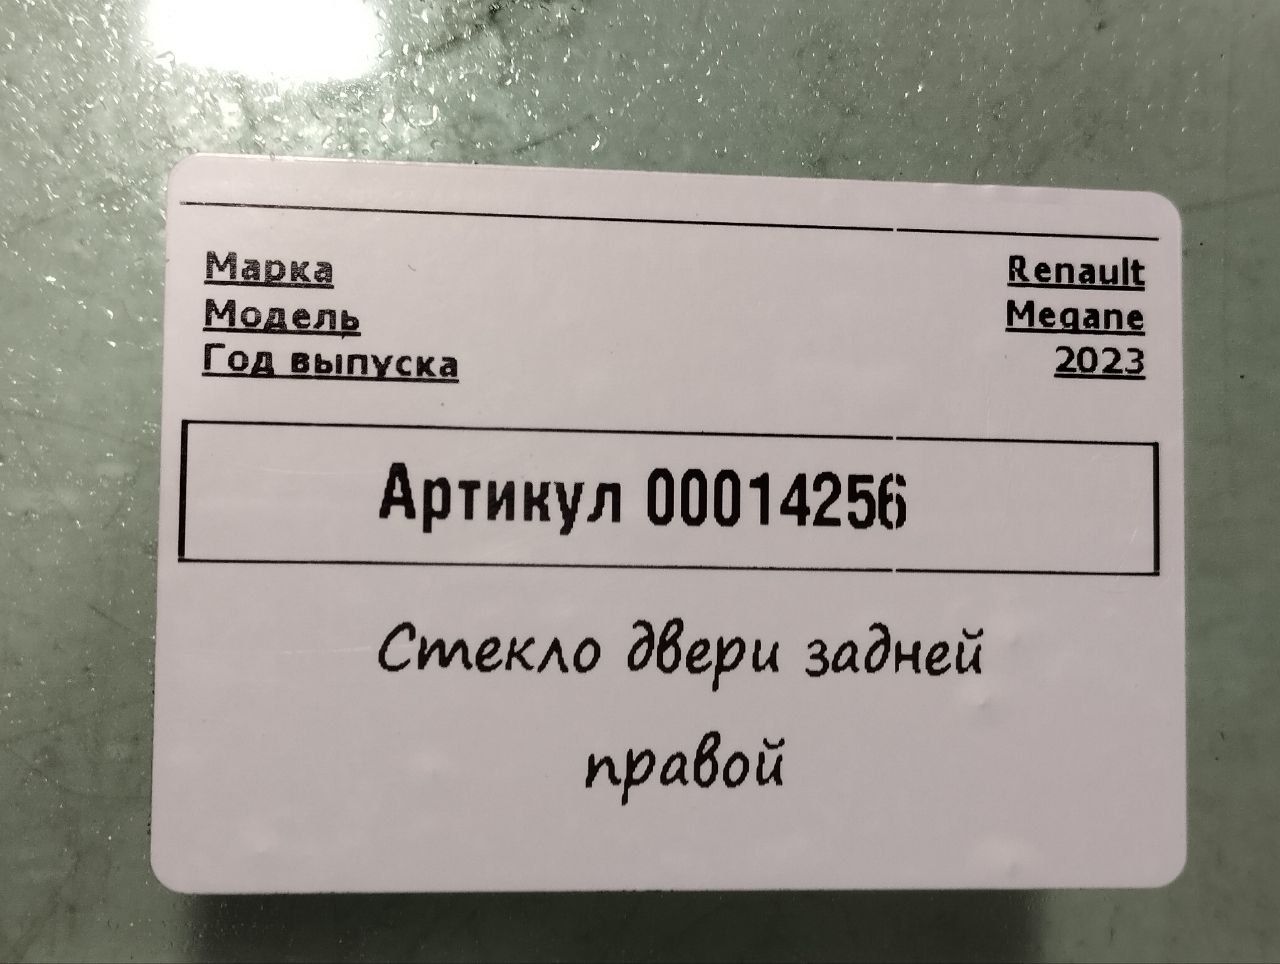 Марка Renault
Модель Megane
Год выпуска 2023
Артикул 00014256
Стекло двери задней
правой